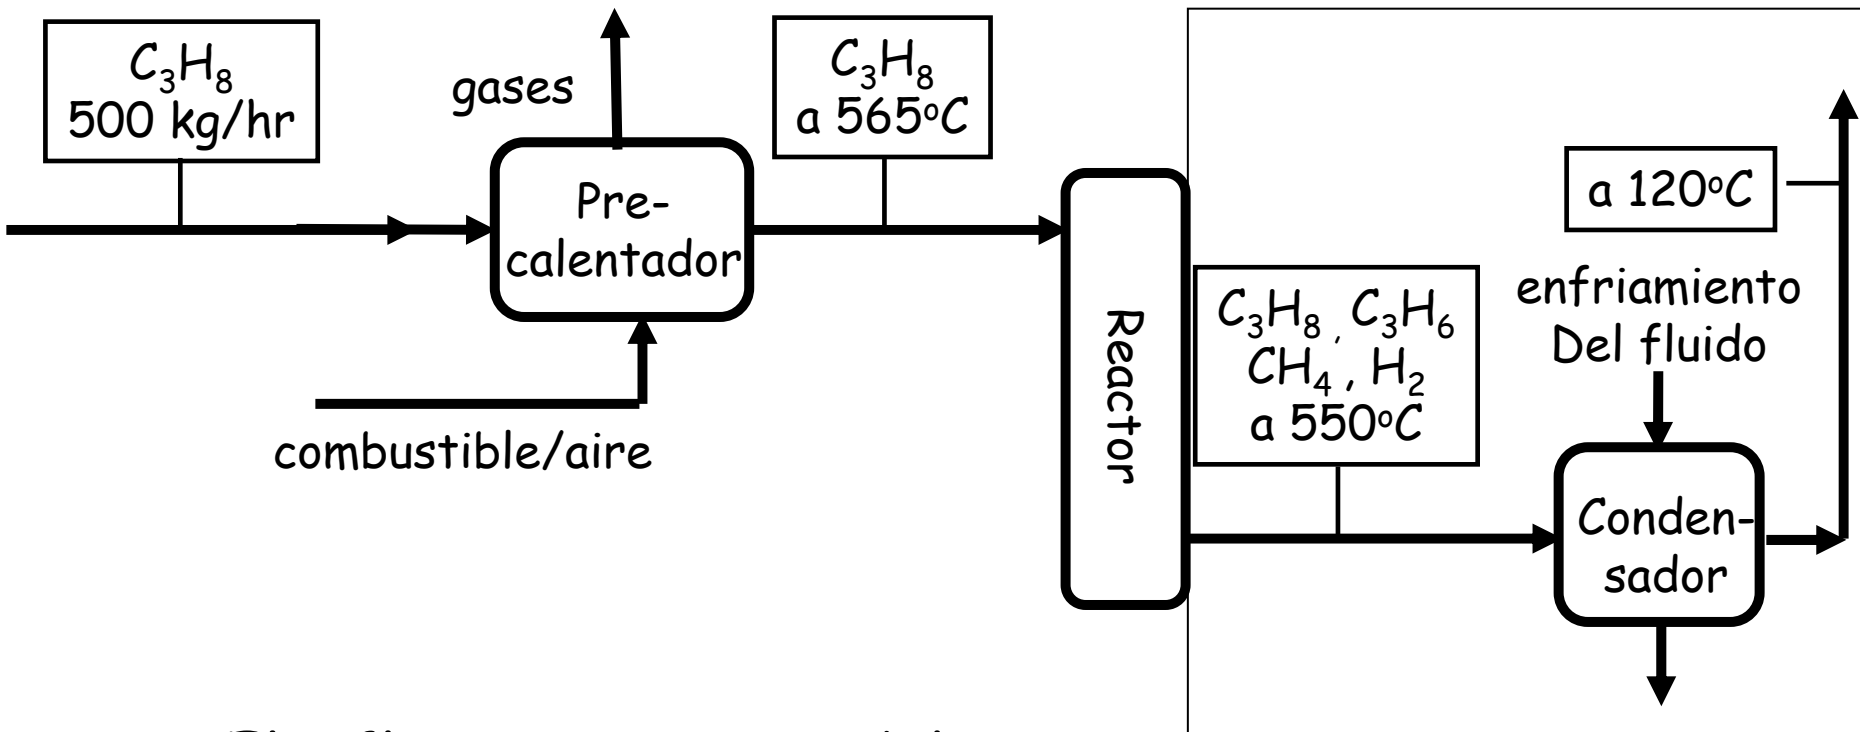 C₃H₈
500 kg/hr
gases
C₃H₈
a 565ºC
Pre-
calentador
combustible/aire
Reactor
C₃H₈, C₃H₆
CH₄, H₂
a 550ºC
a 120ºC
enfriamiento
Del fluido
Conden-
sador